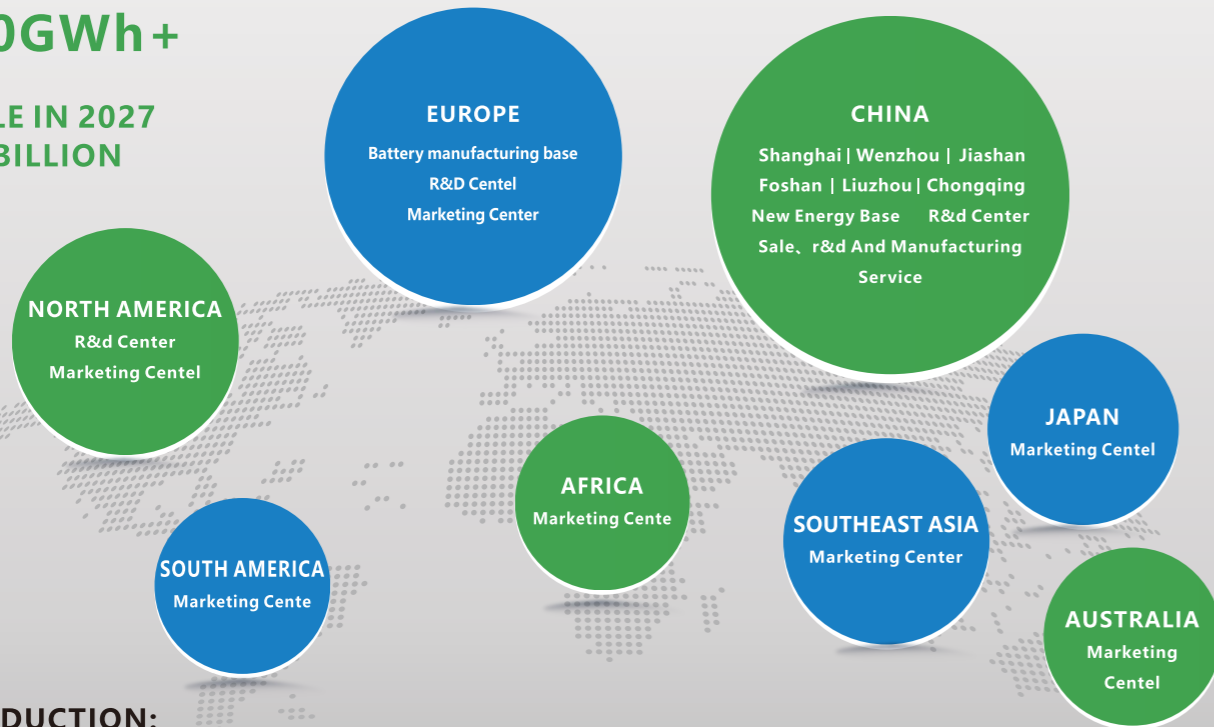 0GWh+
LE IN 2027
BILLION
EUROPE
Battery manufacturing base
R&D Centel
Marketing Center
CHINA
Shanghai | Wenzhou | Jiashan
Foshan | Liuzhou | Chongqing
New Energy Base R&d Center
Sale、r&d And Manufacturing
Service
NORTH AMERICA
R&d Center
Marketing Centel
JAPAN
Marketing Centel
AFRICA
Marketing Cente
SOUTHEAST ASIA
Marketing Center
SOUTH AMERICA
Marketing Cente
AUSTRALIA
Marketing
Centel
DUCTION: